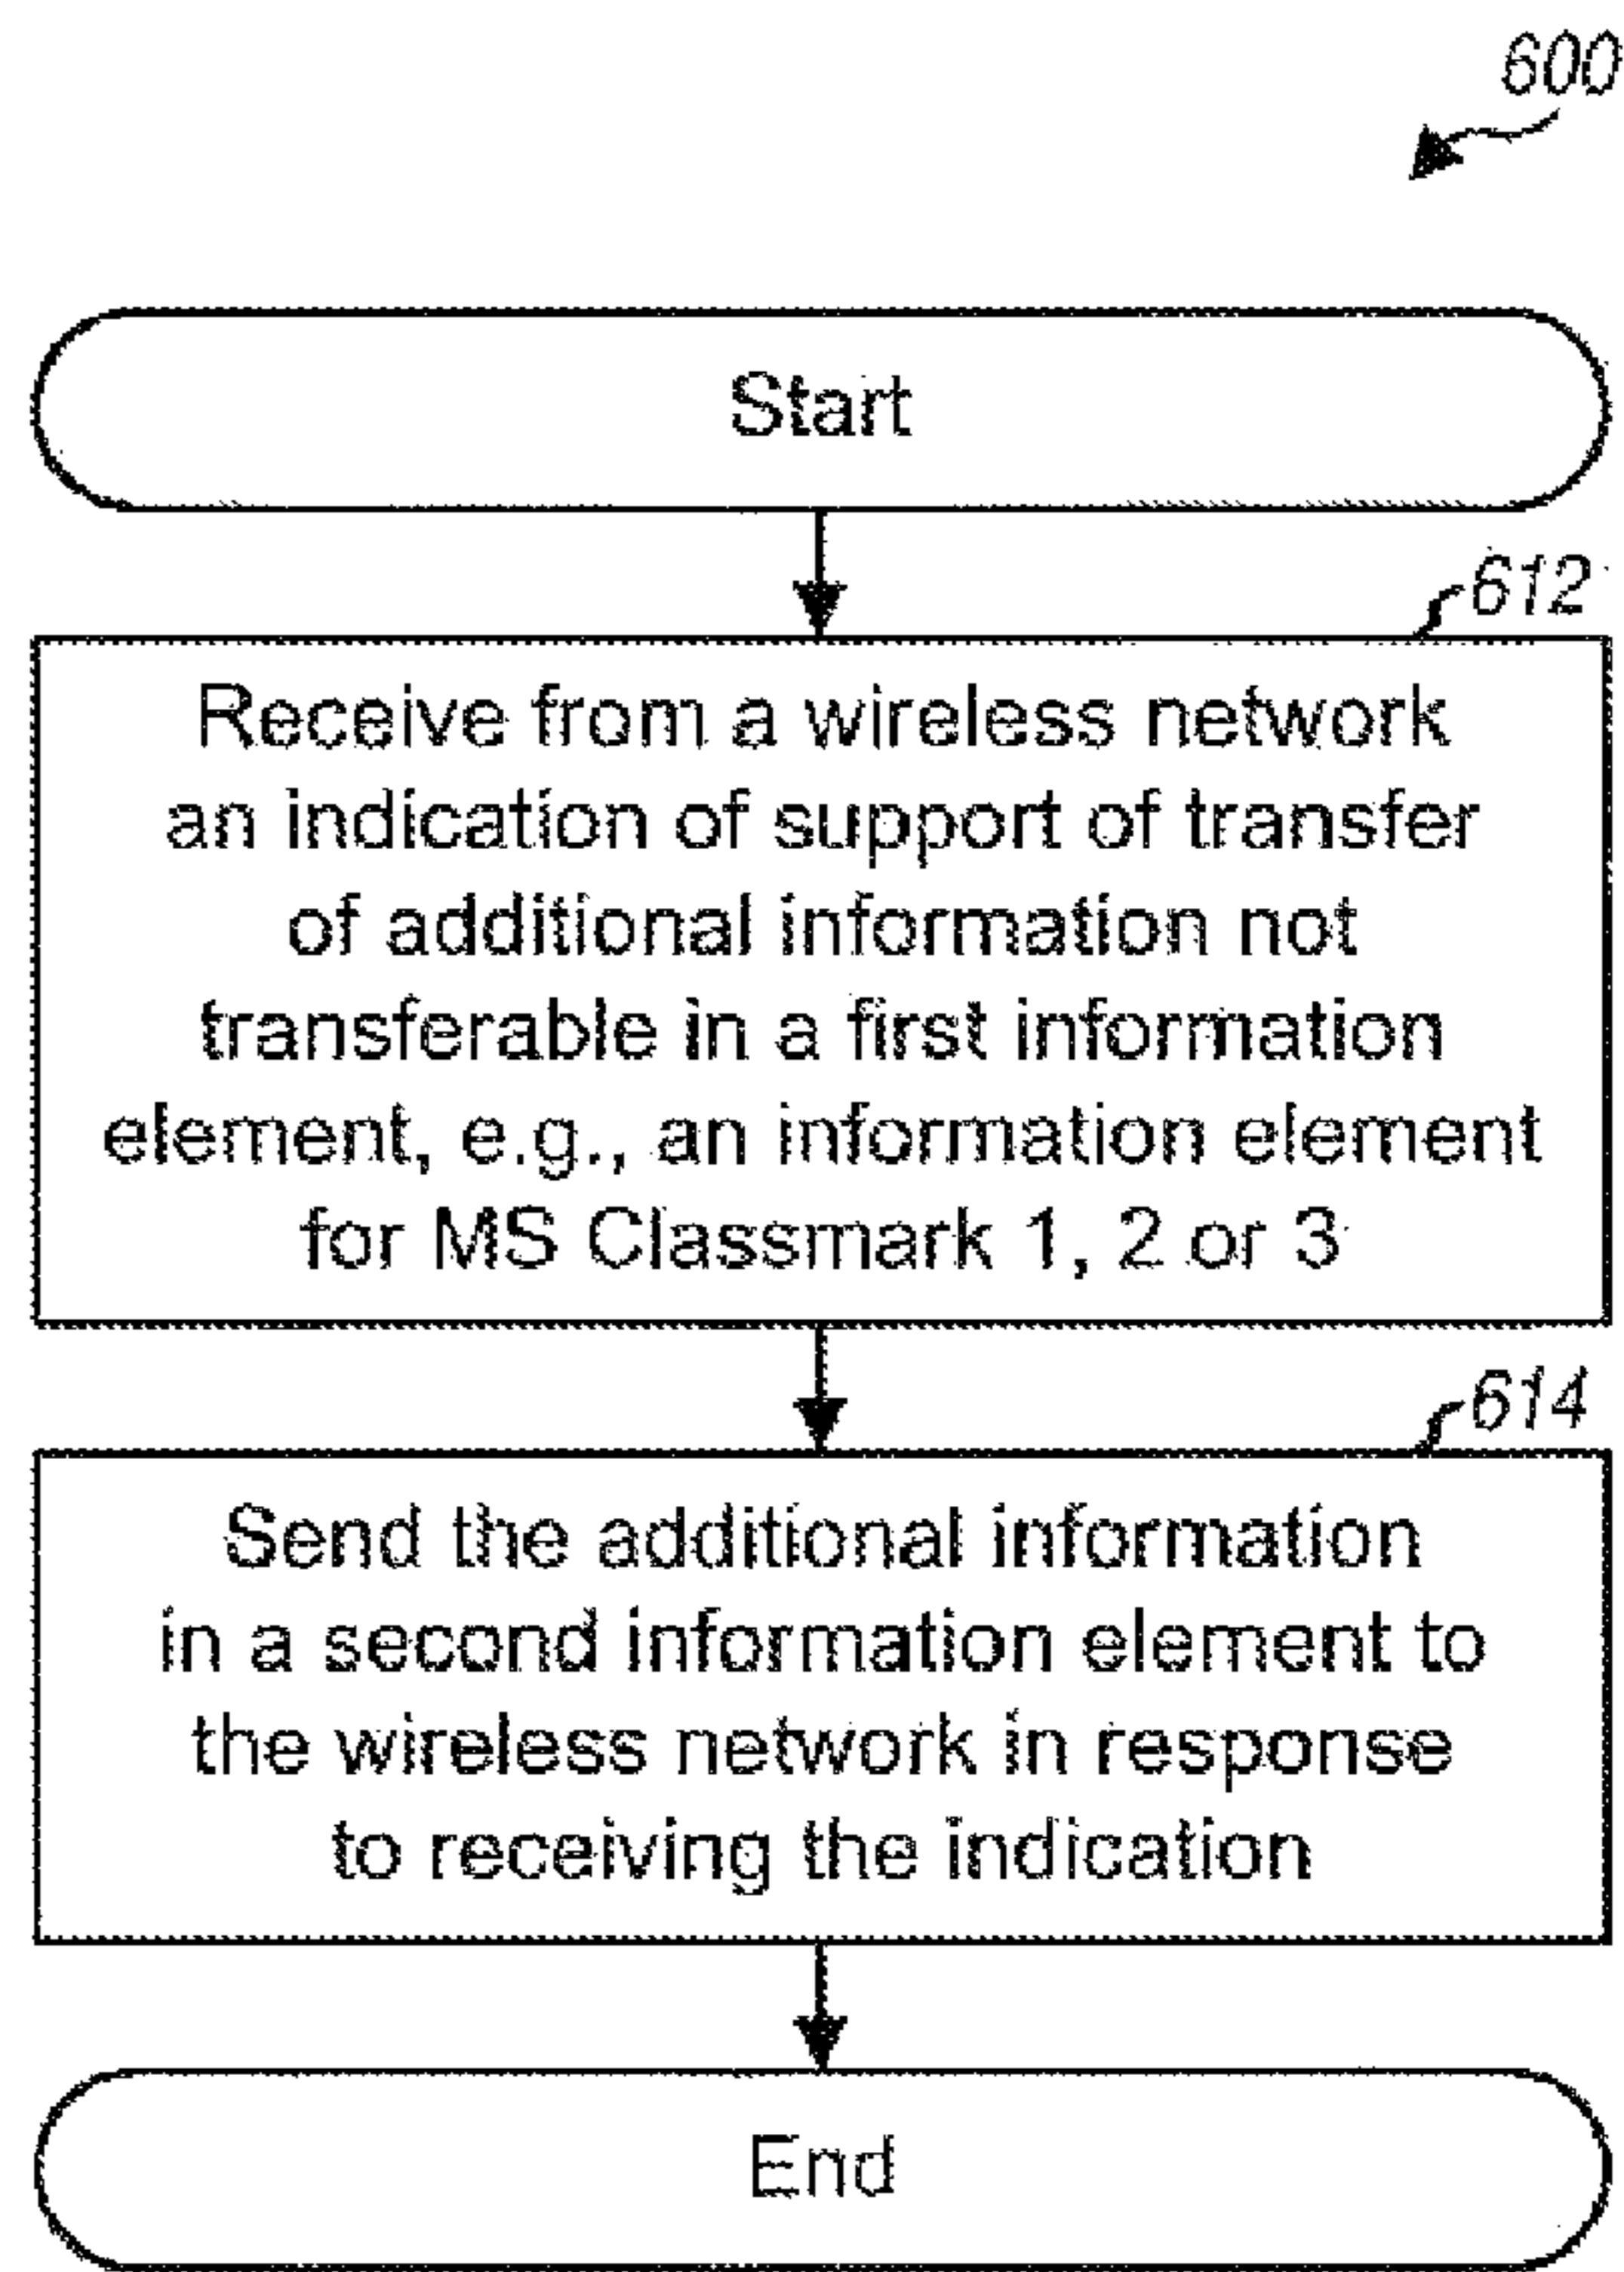 600
Start
612
Receive from a wireless network
an indication of support of transfer
of additional information not
transferable in a first information
element, e.g., an information element
for MS Classmark 1, 2 or 3
614
Send the additional information
in a second information element to
the wireless network in response
to receiving the indication
End